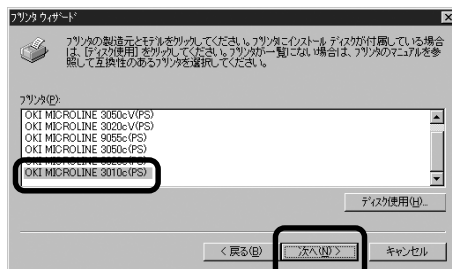 プリンタ ウィザード
プリンタの製造元とモデルをクリックしてください。プリンタにインストール ディスクが付属している場合
は、[ディスク使用] をクリックしてください。プリンタが一覧にない場合は、プリンタのマニュアルを参
照して互換性のあるプリンタを選択してください。
プリンタ(P):
OKI MICROLINE 3050cV(PS)
OKI MICROLINE 3020cV(PS)
OKI MICROLINE 9055c(PS)
OKI MICROLINE 3050c(PS)
OKI MICROLINE 3020c(PS)
OKI MICROLINE 3010c(PS)
ディスク使用(H)...
< 戻る(B)
次へ(N) >
キャンセル